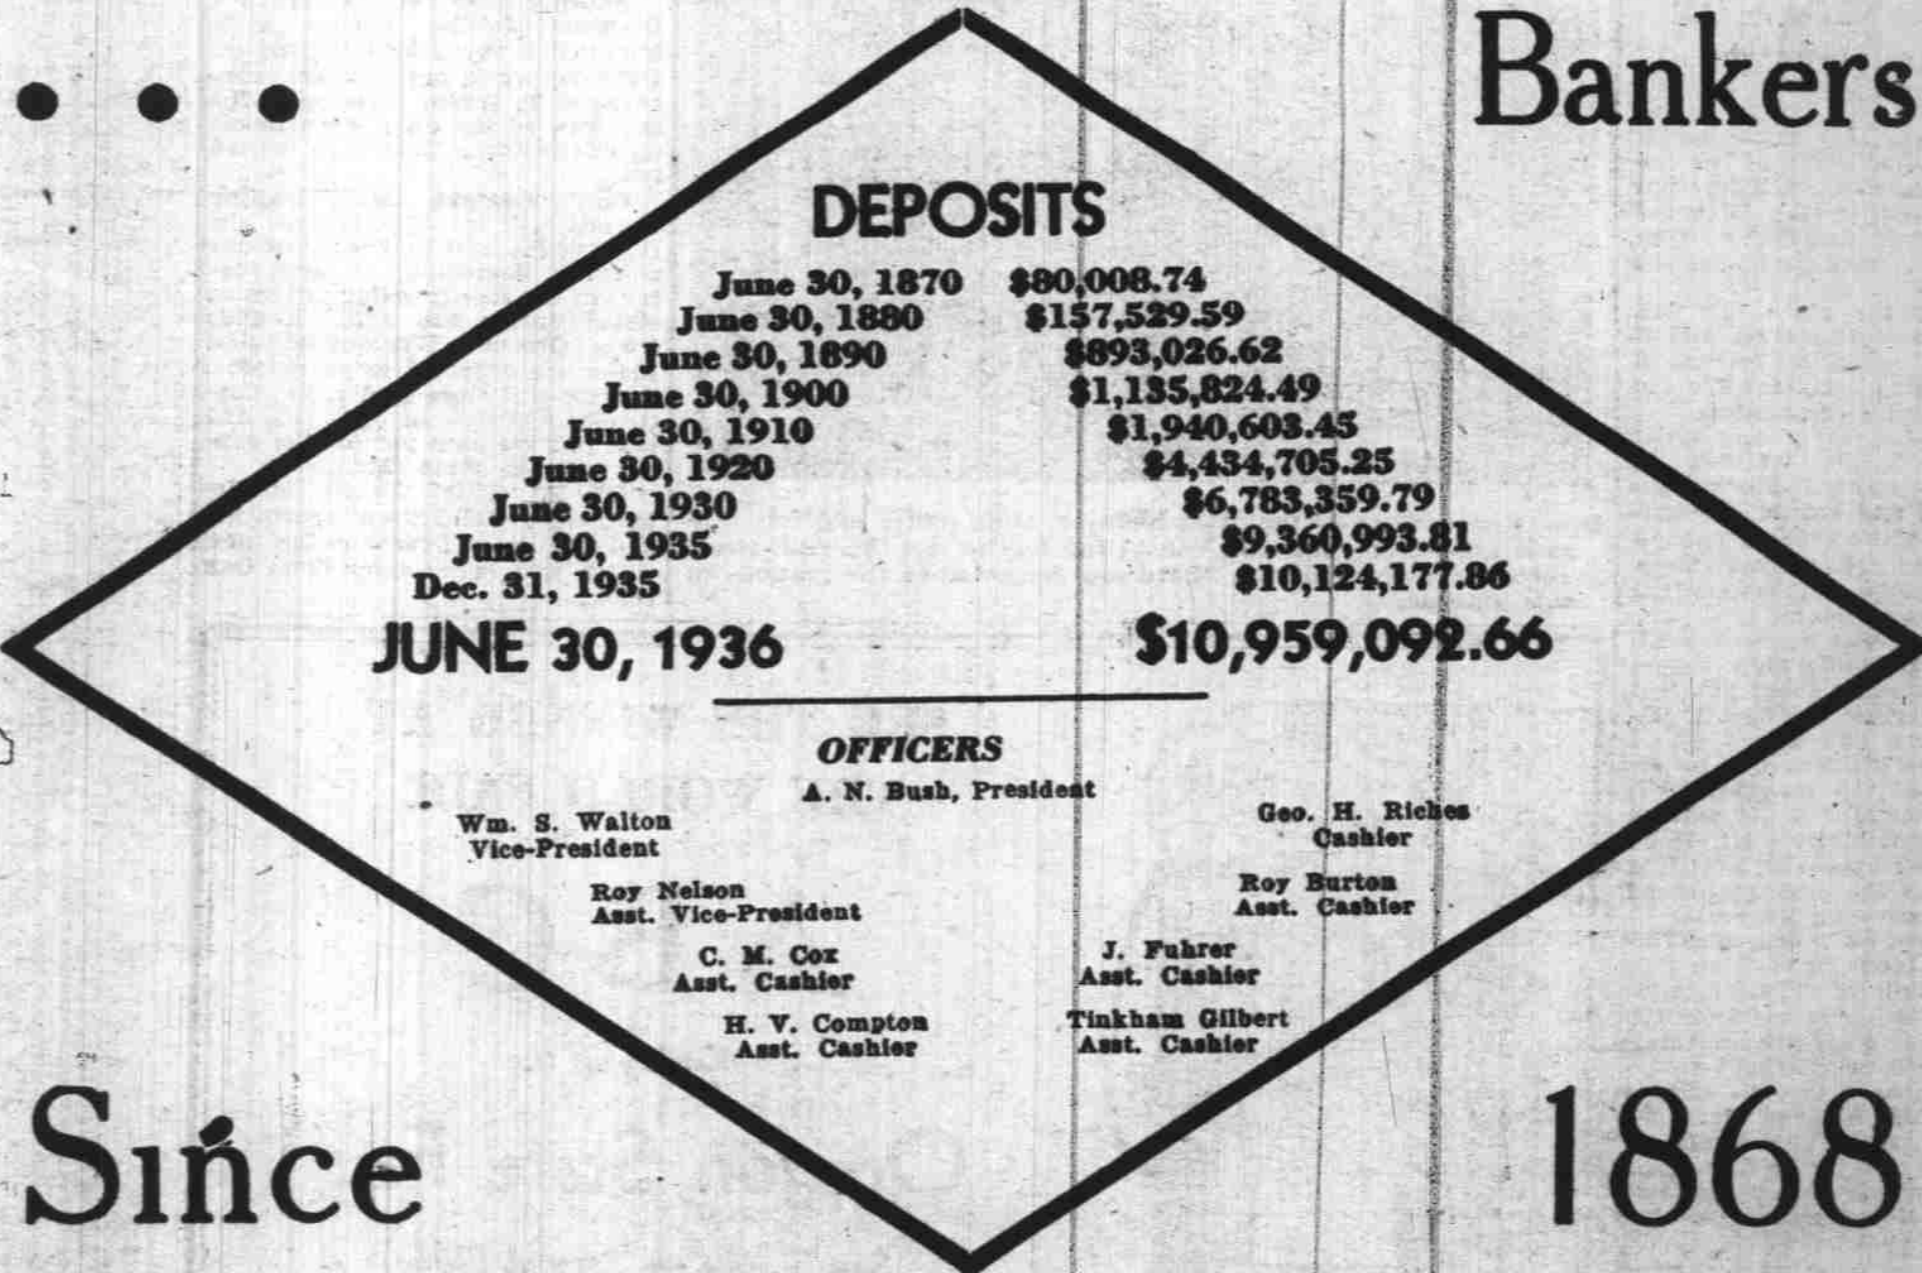 ... Bankers
DEPOSITS
June 30, 1870 $80,008.74
June 30, 1880 $157,529.59
June 30, 1890 $893,026.62
June 30, 1900 $1,135,824.49
June 30, 1910 $1,940,603.45
June 30, 1920 $4,434,705.25
June 30, 1930 $6,783,359.79
June 30, 1935 $9,360,993.81
Dec. 31, 1935 $10,124,177.86
JUNE 30, 1936 $10,959,092.66
OFFICERS
A. N. Bush, President
Wm. S. Walton
Vice-President
Geo. H. Riches
Cashier
Roy Nelson
Asst. Vice-President
Roy Burton
Asst. Cashier
C. M. Cox
Asst. Cashier
J. Fuhrer
Asst. Cashier
H. V. Compton
Asst. Cashier
Tinkham Gilbert
Asst. Cashier
Since 1868